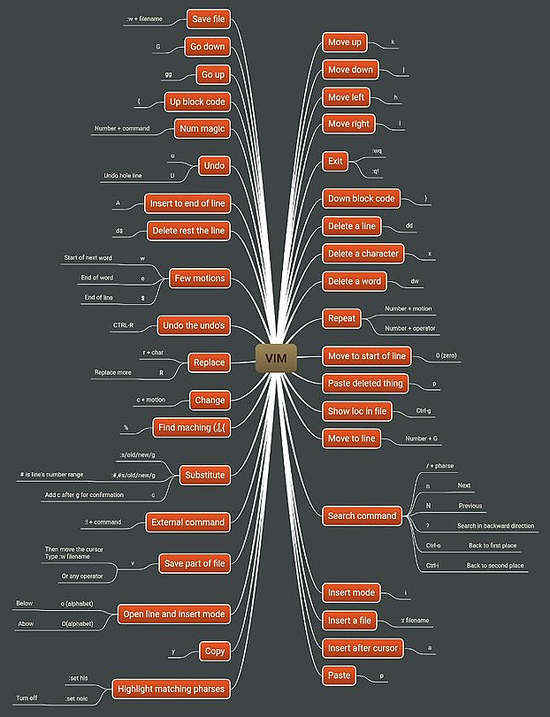 :w + filename
Save file
G
Go down
gg
Go up
{
Up block code
Number + command
Num magic
u
Undo hole line U
Undo
A
Insert to end of line
d$
Delete rest the line
Start of next word w
End of word e
End of line $
Few motions
CTRL-R
Undo the undo's
r + char
Replace more R
Replace
c + motion
Change
%
Find maching (,[,{
:s/old/new/g
# is line's number range :#,#s/old/new/g
Add c after g for confirmation c
Substitute
:! + command
External command
Then move the cursor
Type :w filename
Or any operator
v
Save part of file
Below o (alphabet)
Abow O(alphabet)
Open line and insert mode
y
Copy
:set hls
Turn off :set nolc
Highlight matching pharses
VIM
Move up
k
Move down
j
Move left
h
Move right
l
Exit
:wq
:q!
Down block code
}
Delete a line
dd
Delete a character
x
Delete a word
dw
Repeat
Number + motion
Number + operator
Move to start of line
0 (zero)
Paste deleted thing
p
Show loc in file
Ctrl-g
Move to line
Number + G
Search command
/ + pharse
n Next
N Previous
? Search in backward direction
Ctrl-o Back to first place
Ctrl-i Back to second place
Insert mode
i
Insert a file
:r filename
Insert after cursor
a
Paste
p